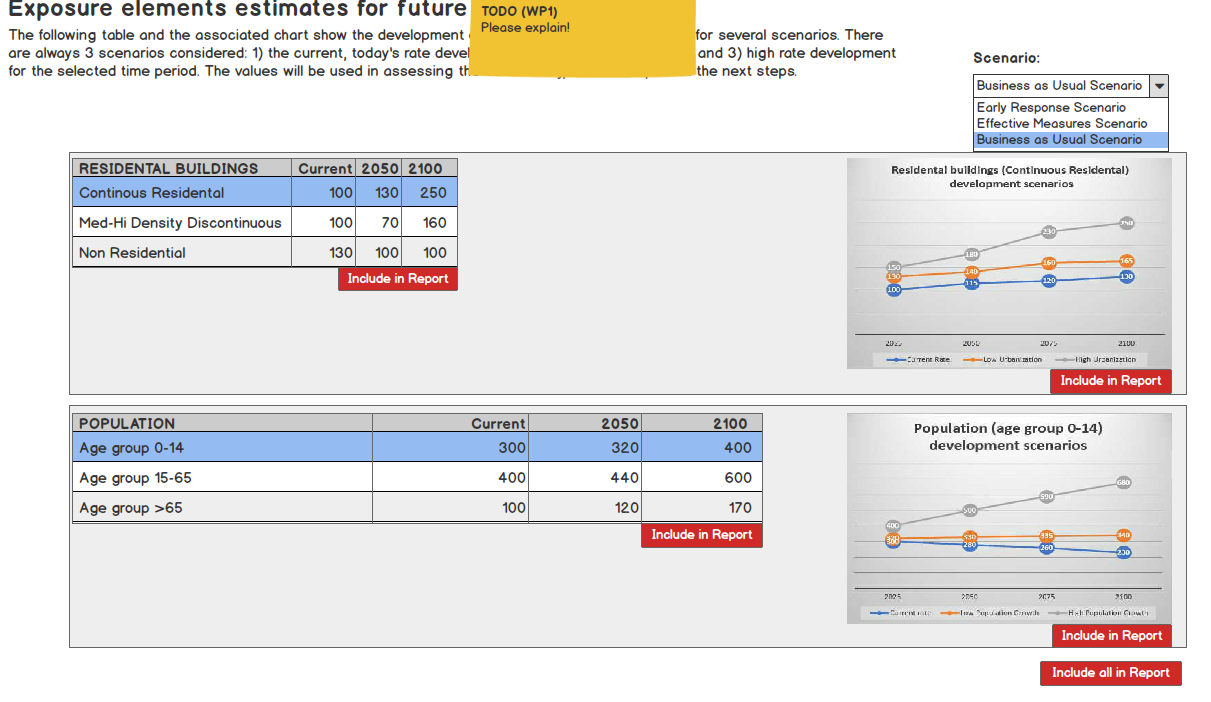 Exposure elements estimates for future
TODO (WP1)
Please explain!
The following table and the associated chart show the development for several scenarios. There
are always 3 scenarios considered: 1) the current, today's rate and 3) high rate development
for the selected time period. The values will be used in assessing the next steps.
Scenario:
Business as Usual Scenario
Early Response Scenario
Effective Measures Scenario
Business as Usual Scenario
RESIDENTAL BUILDINGS Current 2050 2100
Continous Residental 100 130 250
Med-Hi Density Discontinuous 100 70 160
Non Residential 130 100 100
Include in Report
Residental buildings (Continuous Residental)
development scenarios
150 180 230 250
130 140 160 165
100 115 120 130
2025 2050 2075 2100
Current Rate Low Urbanization High Urbanization
Include in Report
POPULATION Current 2050 2100
Age group 0-14 300 320 400
Age group 15-65 400 440 600
Age group >65 100 120 170
Include in Report
Population (age group 0-14)
development scenarios
400 500 590 680
320 330 335 340
300 280 260 230
2025 2050 2075 2100
Current rate Low Population Growth High Population Growth
Include in Report
Include all in Report